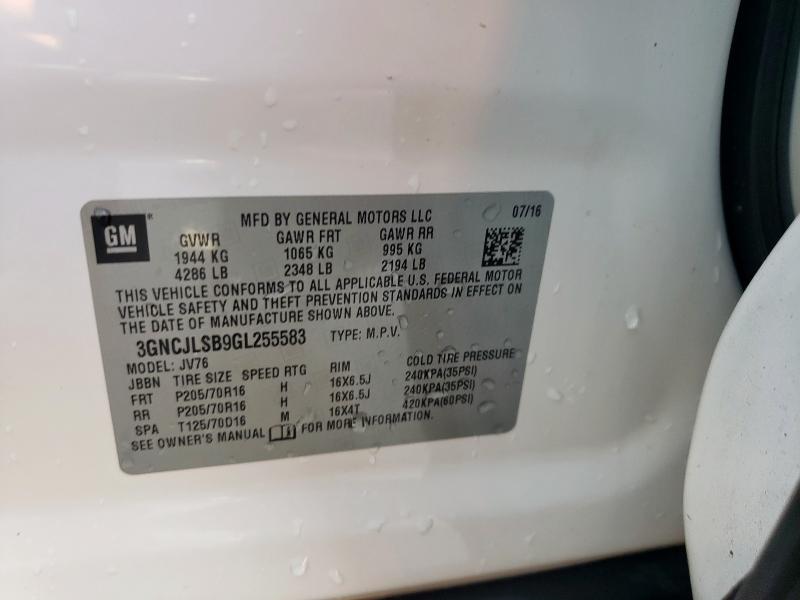 GM ®
MFD BY GENERAL MOTORS LLC 07/16
GVWR GAWR FRT GAWR RR
1944 KG 1065 KG 995 KG
4286 LB 2348 LB 2194 LB
THIS VEHICLE CONFORMS TO ALL APPLICABLE U.S. FEDERAL MOTOR
VEHICLE SAFETY AND THEFT PREVENTION STANDARDS IN EFFECT ON
THE DATE OF MANUFACTURE SHOWN ABOVE.
3GNCJLSB9GL255583 TYPE: M.P.V.
MODEL: JV76
JBBN TIRE SIZE SPEED RTG RIM COLD TIRE PRESSURE
FRT P205/70R16 H 16X6.5J 240KPA(35PSI)
RR P205/70R16 H 16X6.5J 240KPA(35PSI)
SPA T125/70D16 M 16X4T 420KPA(60PSI)
SEE OWNER'S MANUAL FOR MORE INFORMATION.